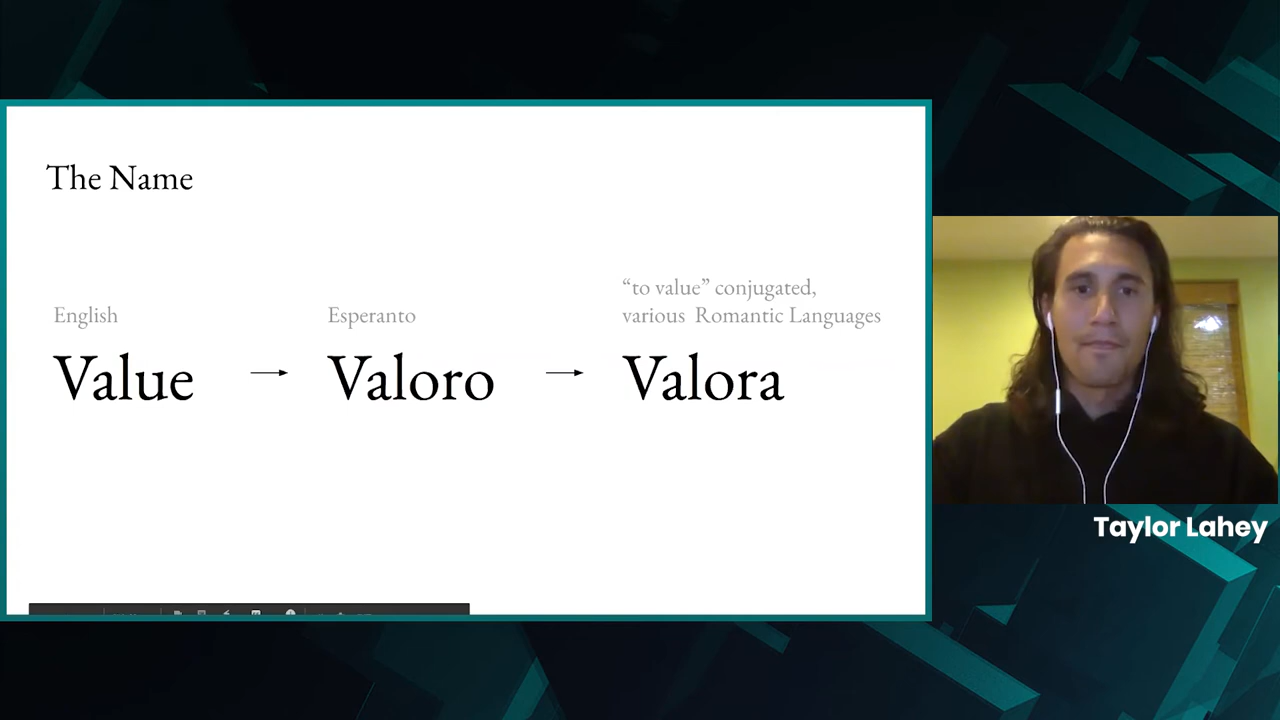 The Name
English
Value
Esperanto
Valoro
“to value” conjugated,
various Romantic Languages
Valora
Taylor Lahey